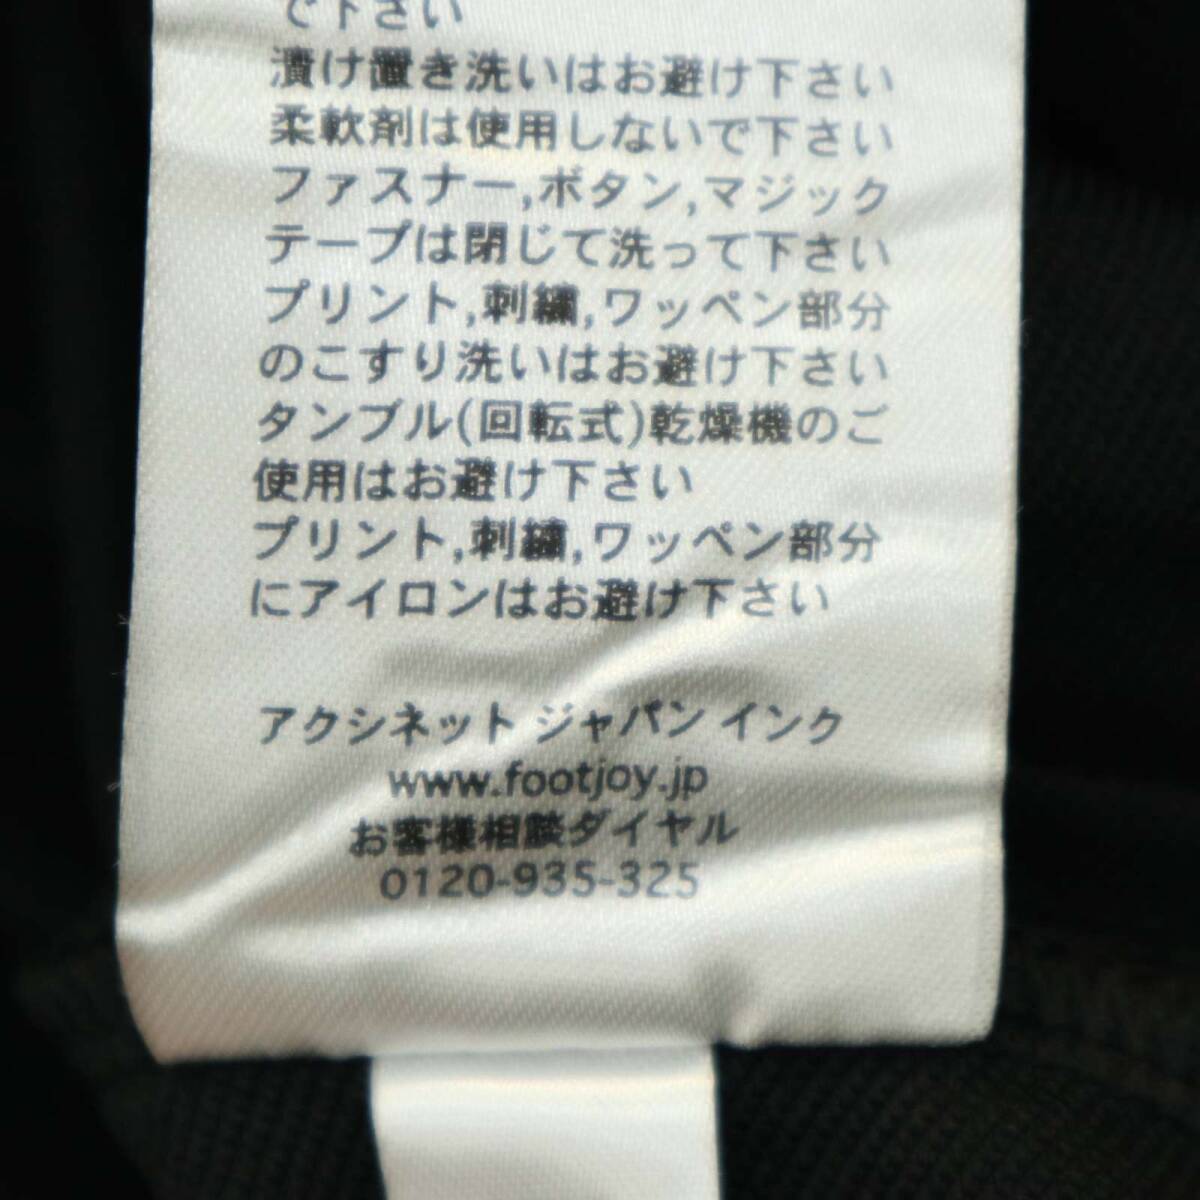 で下さい
漬け置き洗いはお避け下さい
柔軟剤は使用しないで下さい
ファスナー,ボタン,マジック
テープは閉じて洗って下さい
プリント,刺繍,ワッペン部分
のこすり洗いはお避け下さい
タンブル(回転式)乾燥機のご
使用はお避け下さい
プリント,刺繍,ワッペン部分
にアイロンはお避け下さい
アクシネット ジャパン インク
www.footjoy.jp
お客様相談ダイヤル
0120-935-325